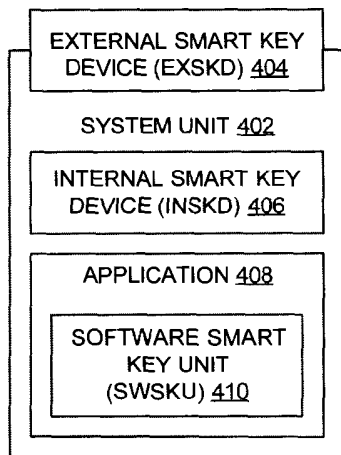 EXTERNAL SMART KEY
DEVICE (EXSKD) 404
SYSTEM UNIT 402
INTERNAL SMART KEY
DEVICE (INSKD) 406
APPLICATION 408
SOFTWARE SMART
KEY UNIT
(SWSKU) 410